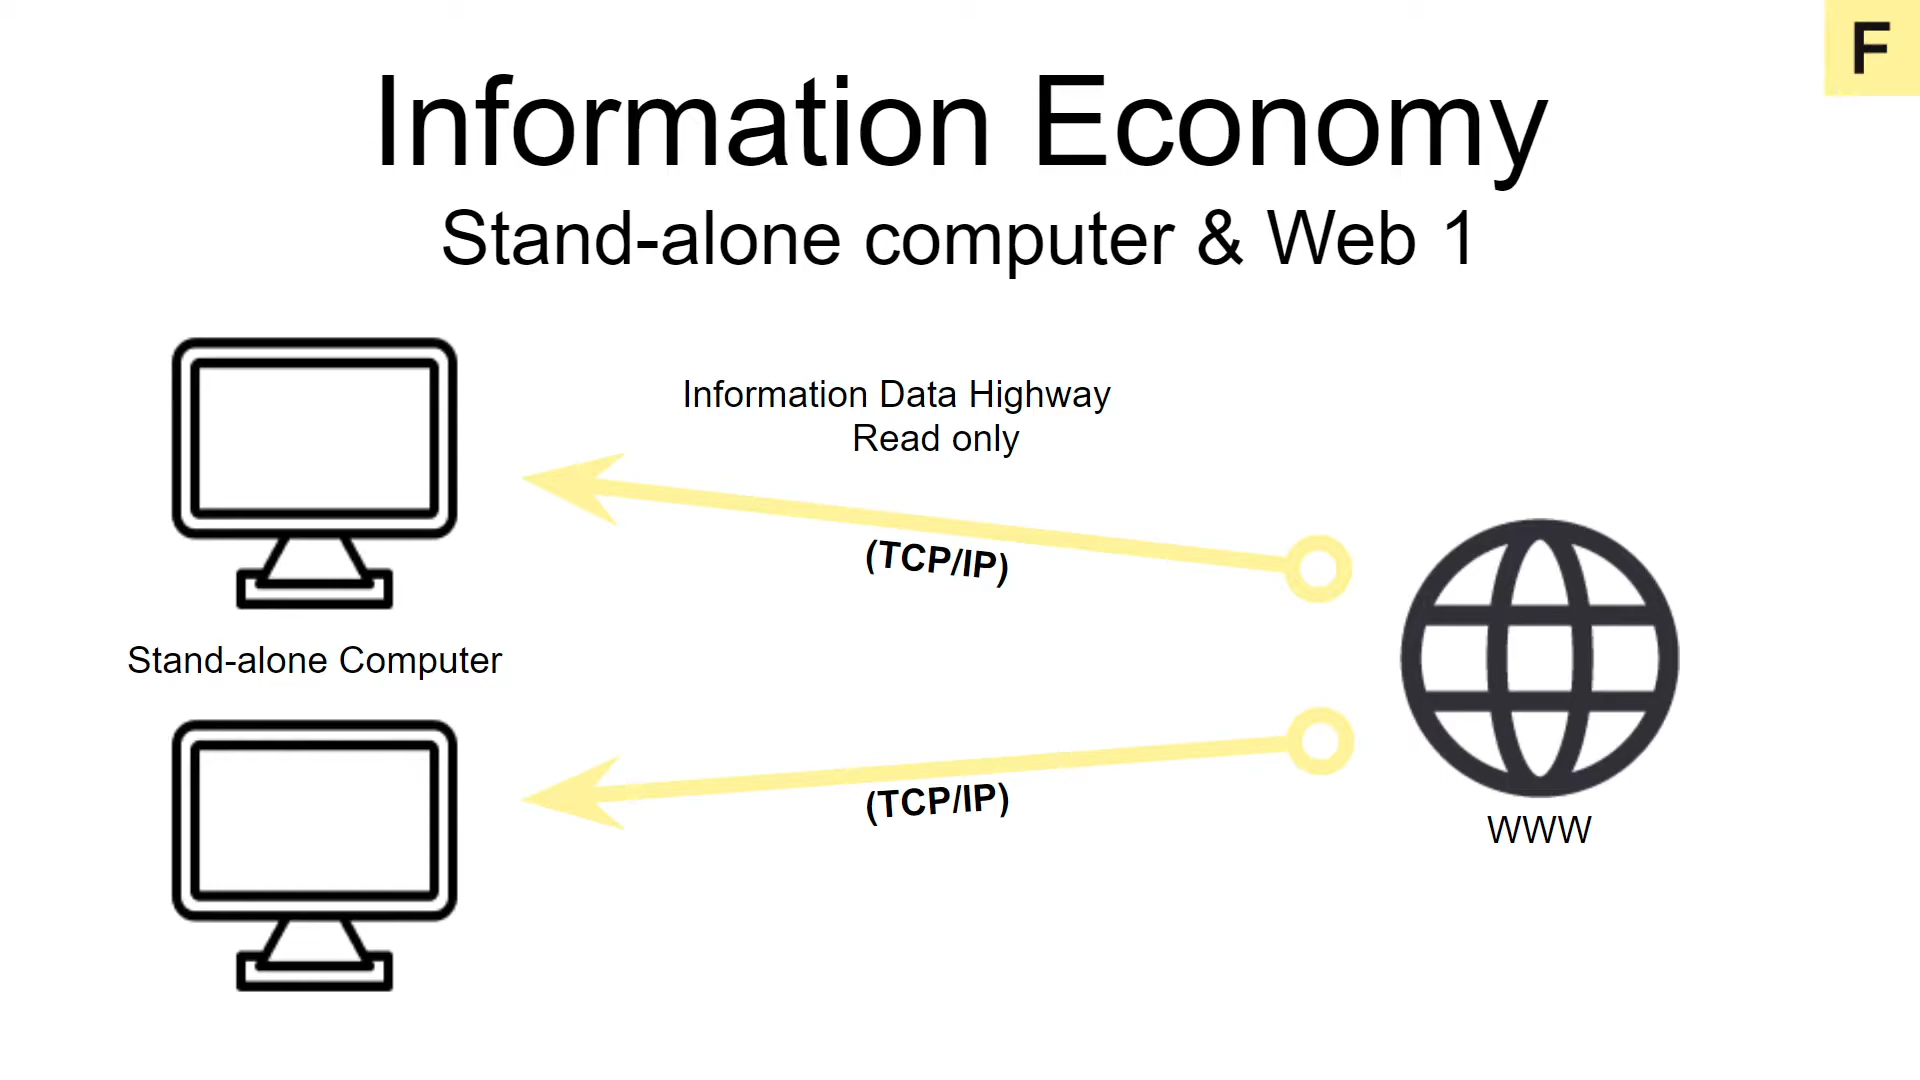 F
Information Economy
Stand-alone computer & Web 1
Information Data Highway
Read only
(TCP/IP)
Stand-alone Computer
(TCP/IP)
WWW